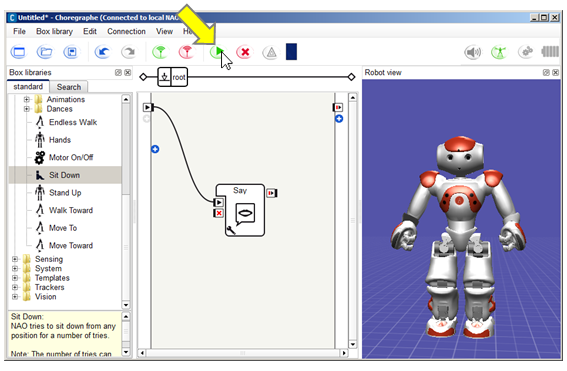 Untitled* - Choregraphe (Connected to local NAO
File Box library Edit Connection View He
Box libraries
root
Robot view
standard Search
Animations
Dances
Endless Walk
Hands
Motor On/Off
Sit Down
Stand Up
Walk Toward
Move To
Move Toward
Sensing
System
Templates
Trackers
Vision
Say
Sit Down:
NAO tries to sit down from any
position for a number of tries.
Note: The number of tries can